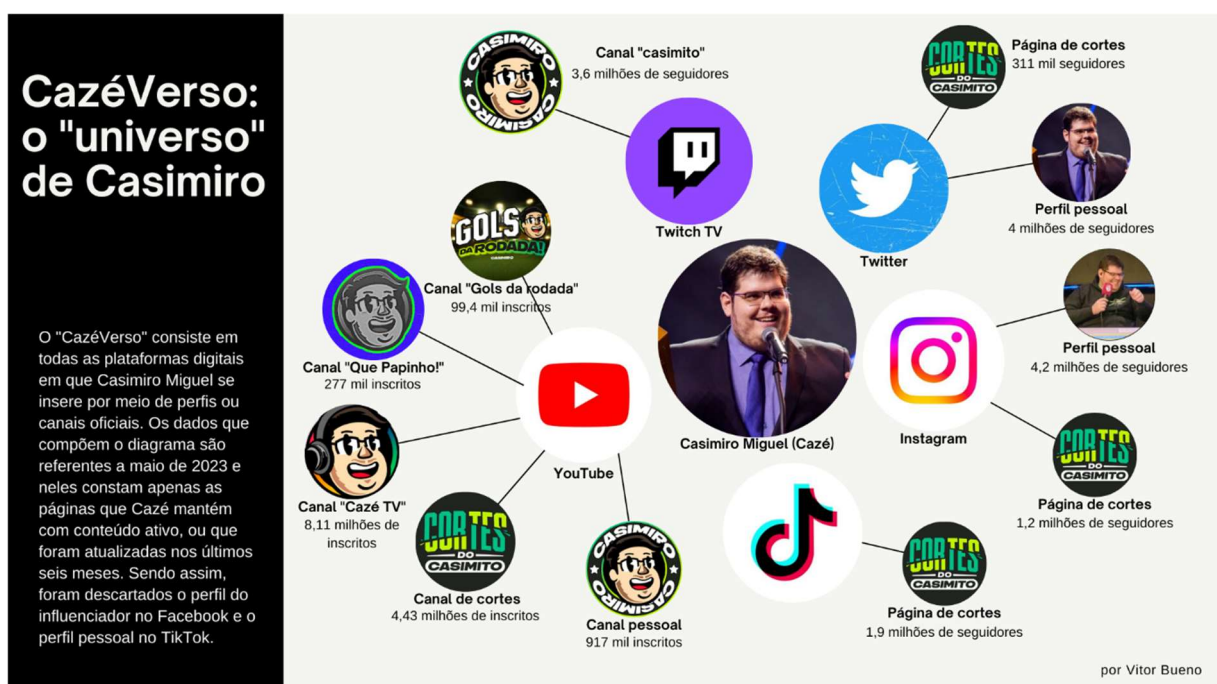 CazéVerso:
o "universo"
de Casimiro
O "CazéVerso" consiste em
todas as plataformas digitais
em que Casimiro Miguel se
insere por meio de perfis ou
canais oficiais. Os dados que
compõem o diagrama são
referentes a maio de 2023 e
neles constam apenas as
páginas que Cazé mantém
com conteúdo ativo, ou que
foram atualizadas nos últimos
seis meses. Sendo assim,
foram descartados o perfil do
influenciador no Facebook e o
perfil pessoal no TikTok.
CASIMIRO
CASIMIRO
Canal "casimito"
3,6 milhões de seguidores
Twitch TV
CORTES
DO
CASIMITO
Página de cortes
311 mil seguidores
Perfil pessoal
4 milhões de seguidores
Twitter
GOLS
DA RODADA!
Canal "Gols da rodada"
99,4 mil inscritos
Canal "Que Papinho!"
277 mil inscritos
Canal "Cazé TV"
8,11 milhões de
inscritos
YouTube
CORTES
DO
CASIMITO
Canal de cortes
4,43 milhões de inscritos
CASIMIRO
CASIMIRO
Canal pessoal
917 mil inscritos
Casimiro Miguel (Cazé)
Perfil pessoal
4,2 milhões de seguidores
Instagram
CORTES
DO
CASIMITO
Página de cortes
1,2 milhões de seguidores
CORTES
DO
CASIMITO
Página de cortes
1,9 milhões de seguidores
por Vitor Bueno